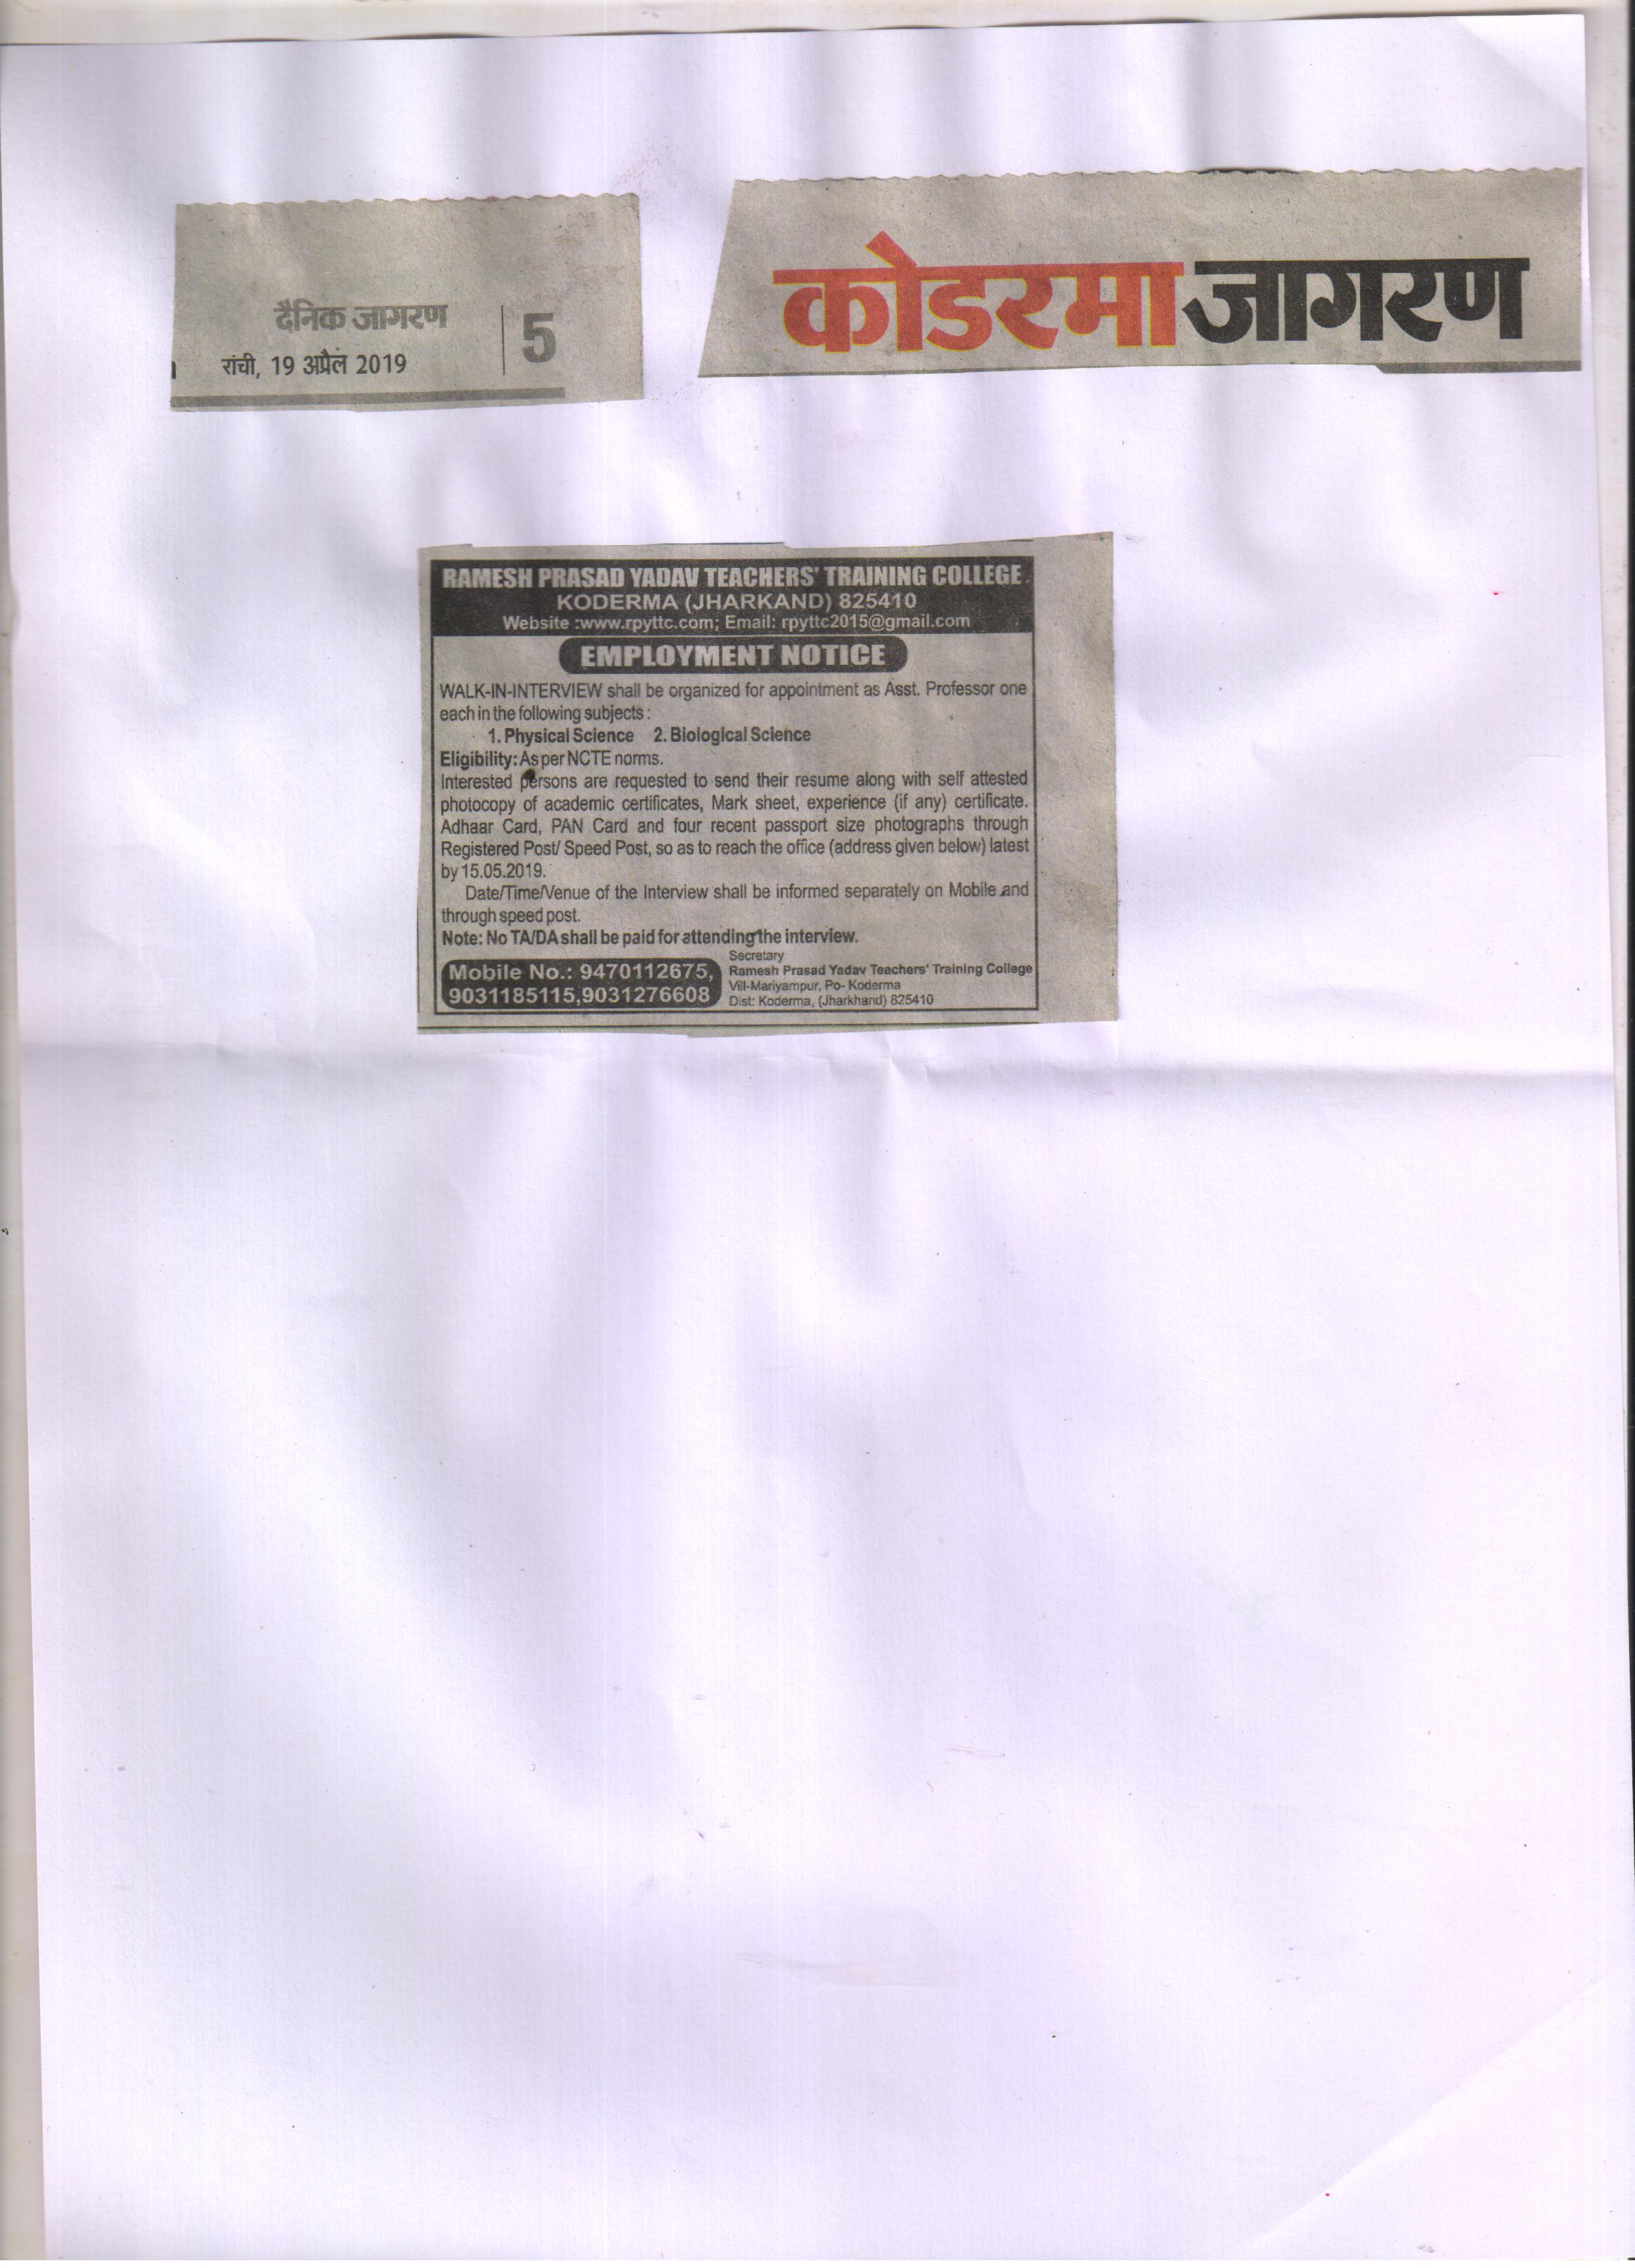 दैनिक जागरण
रांची, 19 अप्रैल 2019
5
कोडरमा जागरण
RAMESH PRASAD YADAV TEACHERS' TRAINING COLLEGE
KODERMA (JHARKAND) 825410
Website :www.rpyttc.com; Email: rpyttc2015@gmail.com
EMPLOYMENT NOTICE
WALK-IN-INTERVIEW shall be organized for appointment as Asst. Professor one
each in the following subjects :
1. Physical Science 2. Biological Science
Eligibility: As per NCTE norms.
Interested persons are requested to send their resume along with self attested
photocopy of academic certificates, Mark sheet, experience (if any) certificate.
Adhaar Card, PAN Card and four recent passport size photographs through
Registered Post/ Speed Post, so as to reach the office (address given below) latest
by 15.05.2019.
Date/Time/Venue of the Interview shall be informed separately on Mobile and
through speed post.
Note: No TA/DA shall be paid for attending the interview.
Mobile No.: 9470112675,
9031185115,9031276608
Secretary
Ramesh Prasad Yadav Teachers' Training College
Vill-Mariyampur, Po- Koderma
Dist: Koderma, (Jharkhand) 825410